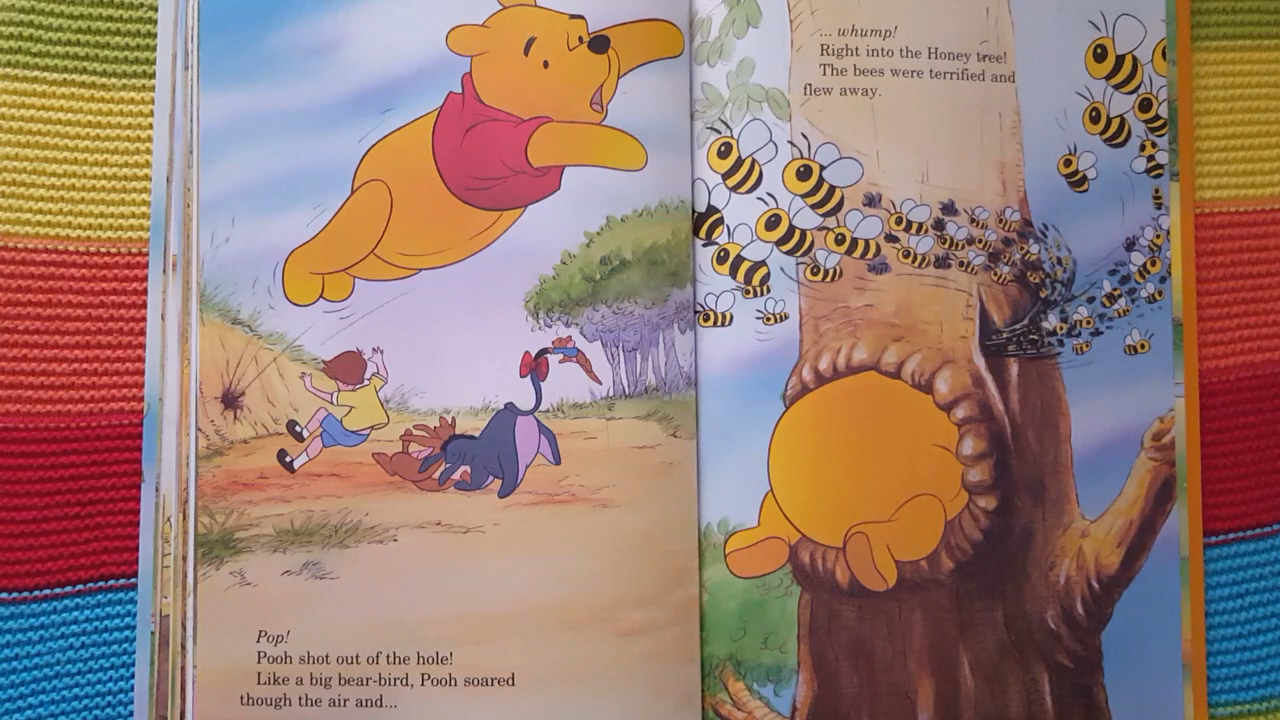 Pop!
Pooh shot out of the hole!
Like a big bear-bird, Pooh soared
though the air and...
... whump!
Right into the Honey tree!
The bees were terrified and
flew away.